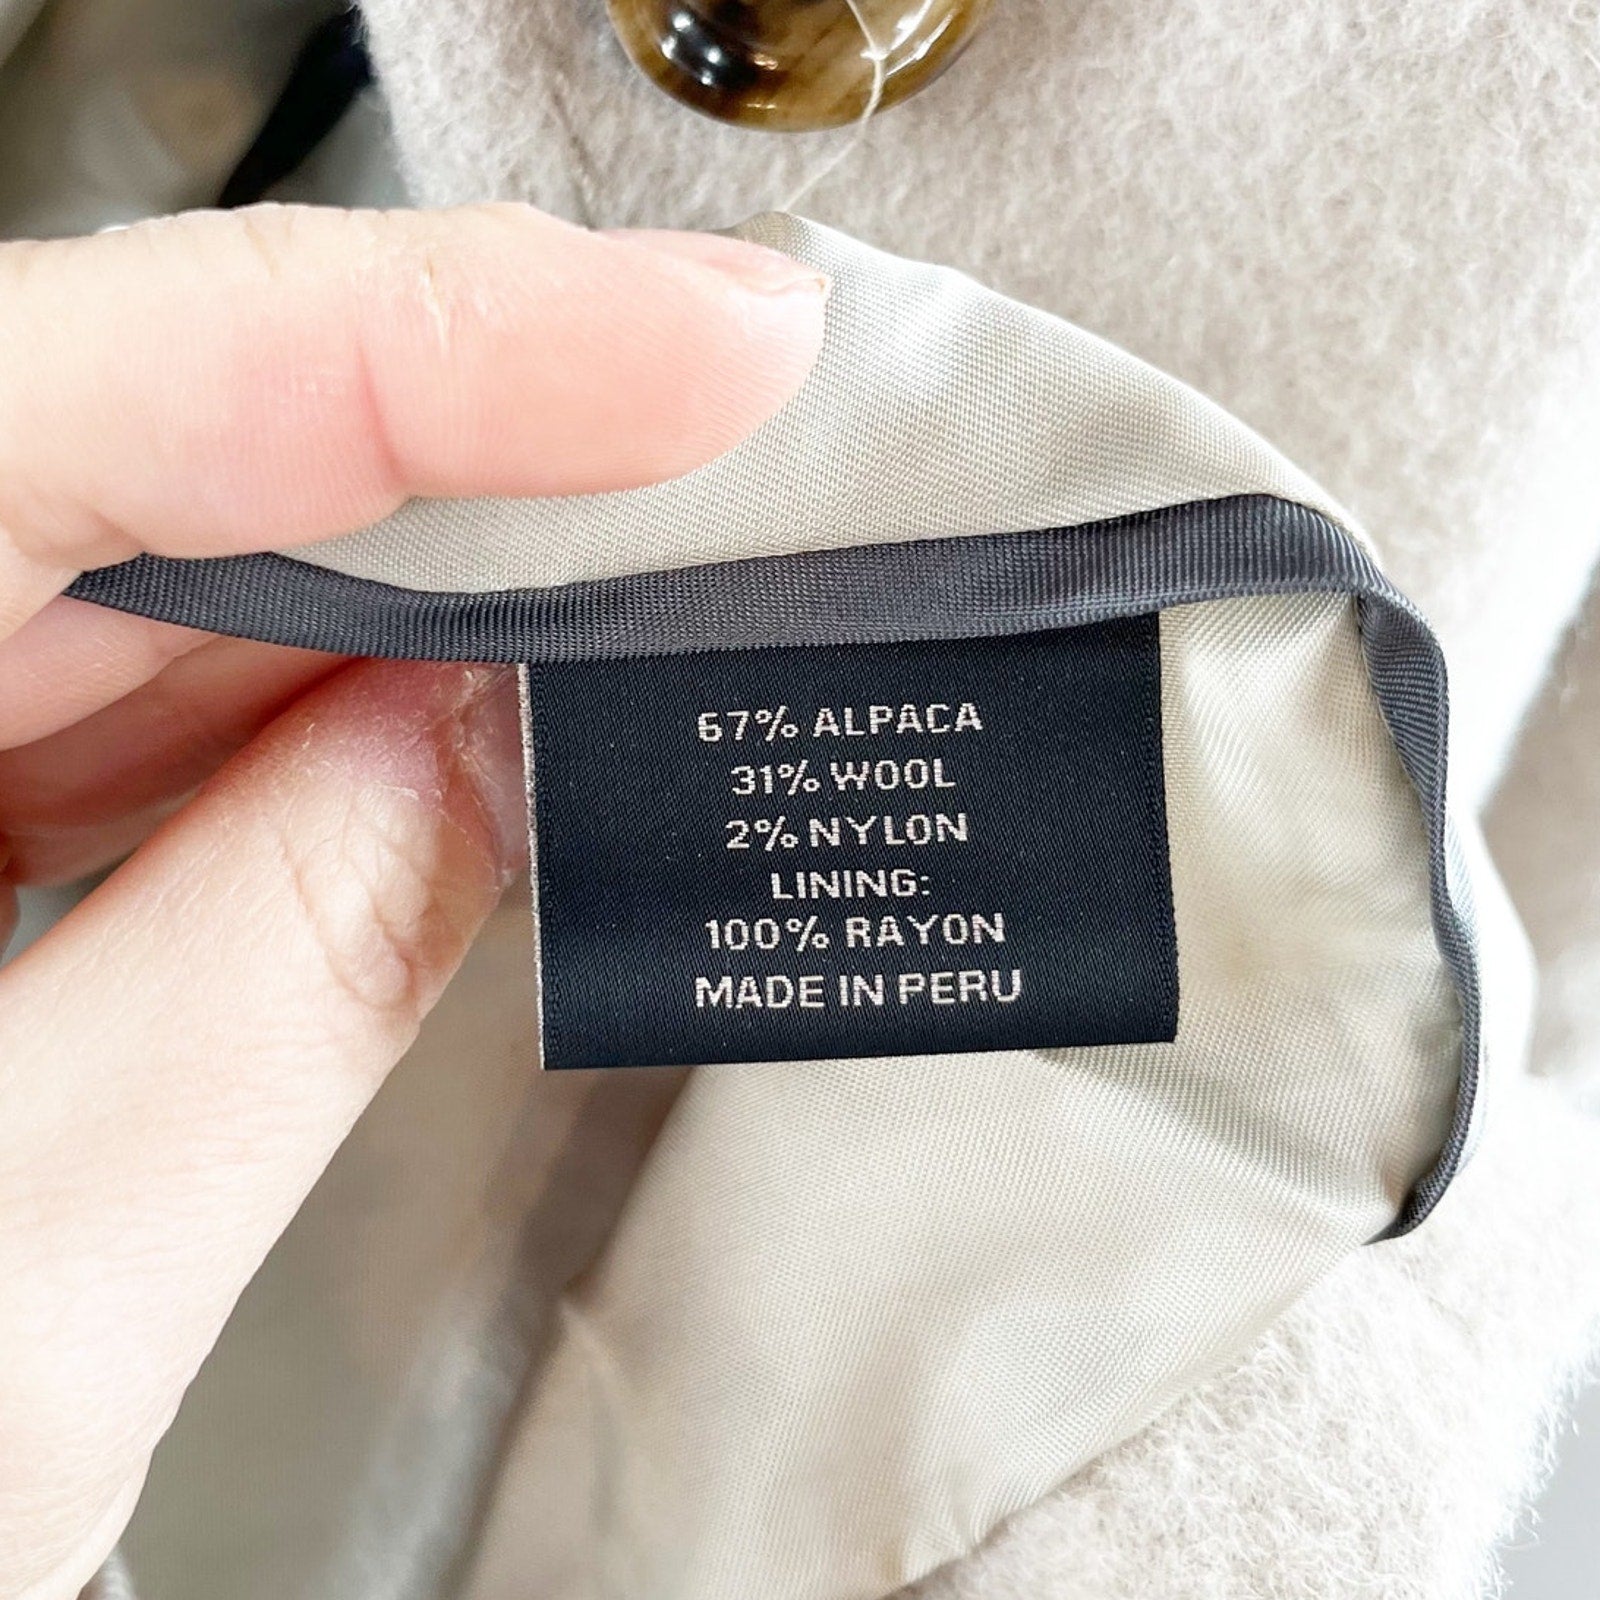 67% ALPACA
31% WOOL
2% NYLON
LINING:
100% RAYON
MADE IN PERU